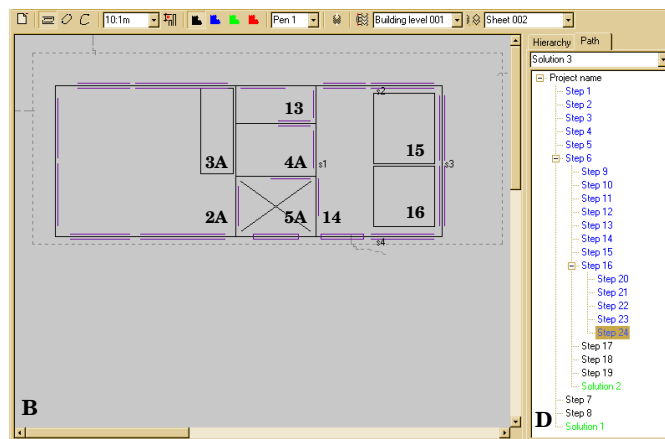 10:1m
Pen 1
Building level 001
Sheet 002
Hierarchy Path
Solution 3
Project name
Step 1
Step 2
Step 3
Step 4
Step 5
Step 6
Step 9
Step 10
Step 11
Step 12
Step 13
Step 14
Step 15
Step 16
Step 20
Step 21
Step 22
Step 23
Step 24
Step 17
Step 18
Step 19
Solution 2
Step 7
Step 8
Solution 1
D
s2
13
3A
4A
s1
15
s3
2A
5A
14
16
s4
B